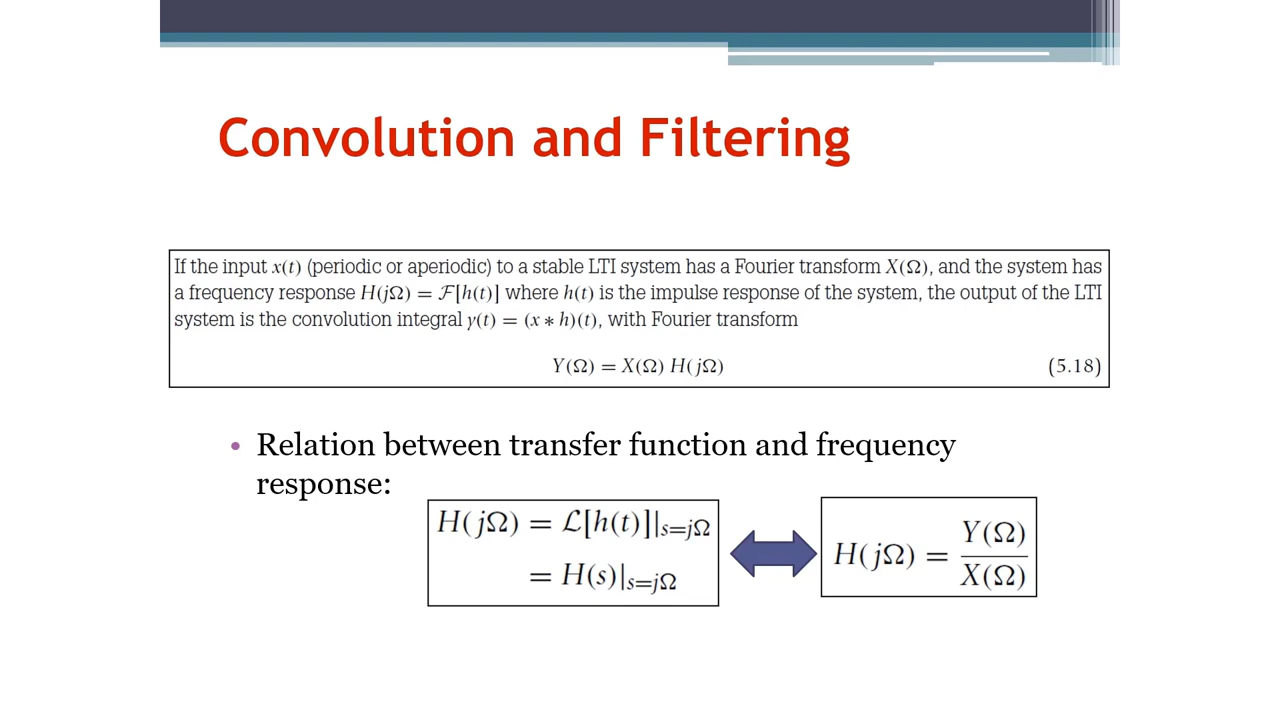 Convolution and Filtering
If the input x(t) (periodic or aperiodic) to a stable LTI system has a Fourier transform X(Ω), and the system has
a frequency response H(jΩ) = ℱ[h(t)] where h(t) is the impulse response of the system, the output of the LTI
system is the convolution integral y(t) = (x ∗ h)(t), with Fourier transform
Y(Ω) = X(Ω) H(jΩ) (5.18)
• Relation between transfer function and frequency
response:
H(jΩ) = ℒ[h(t)]|s=jΩ
= H(s)|s=jΩ
H(jΩ) = Y(Ω)/X(Ω)